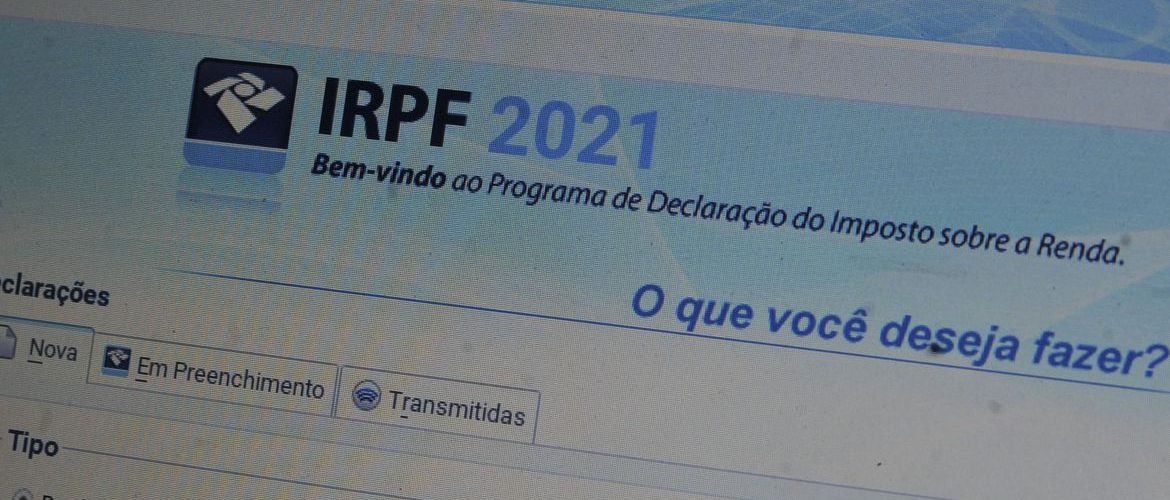 IRPF 2021
Bem-vindo ao Programa de Declaração do Imposto sobre a Renda.
O que você deseja fazer?
clarações
Nova
Em Preenchimento
Transmitidas
Tipo